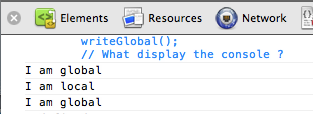 Elements Resources Network
writeGlobal();
// What display the console ?
I am global
I am local
I am global